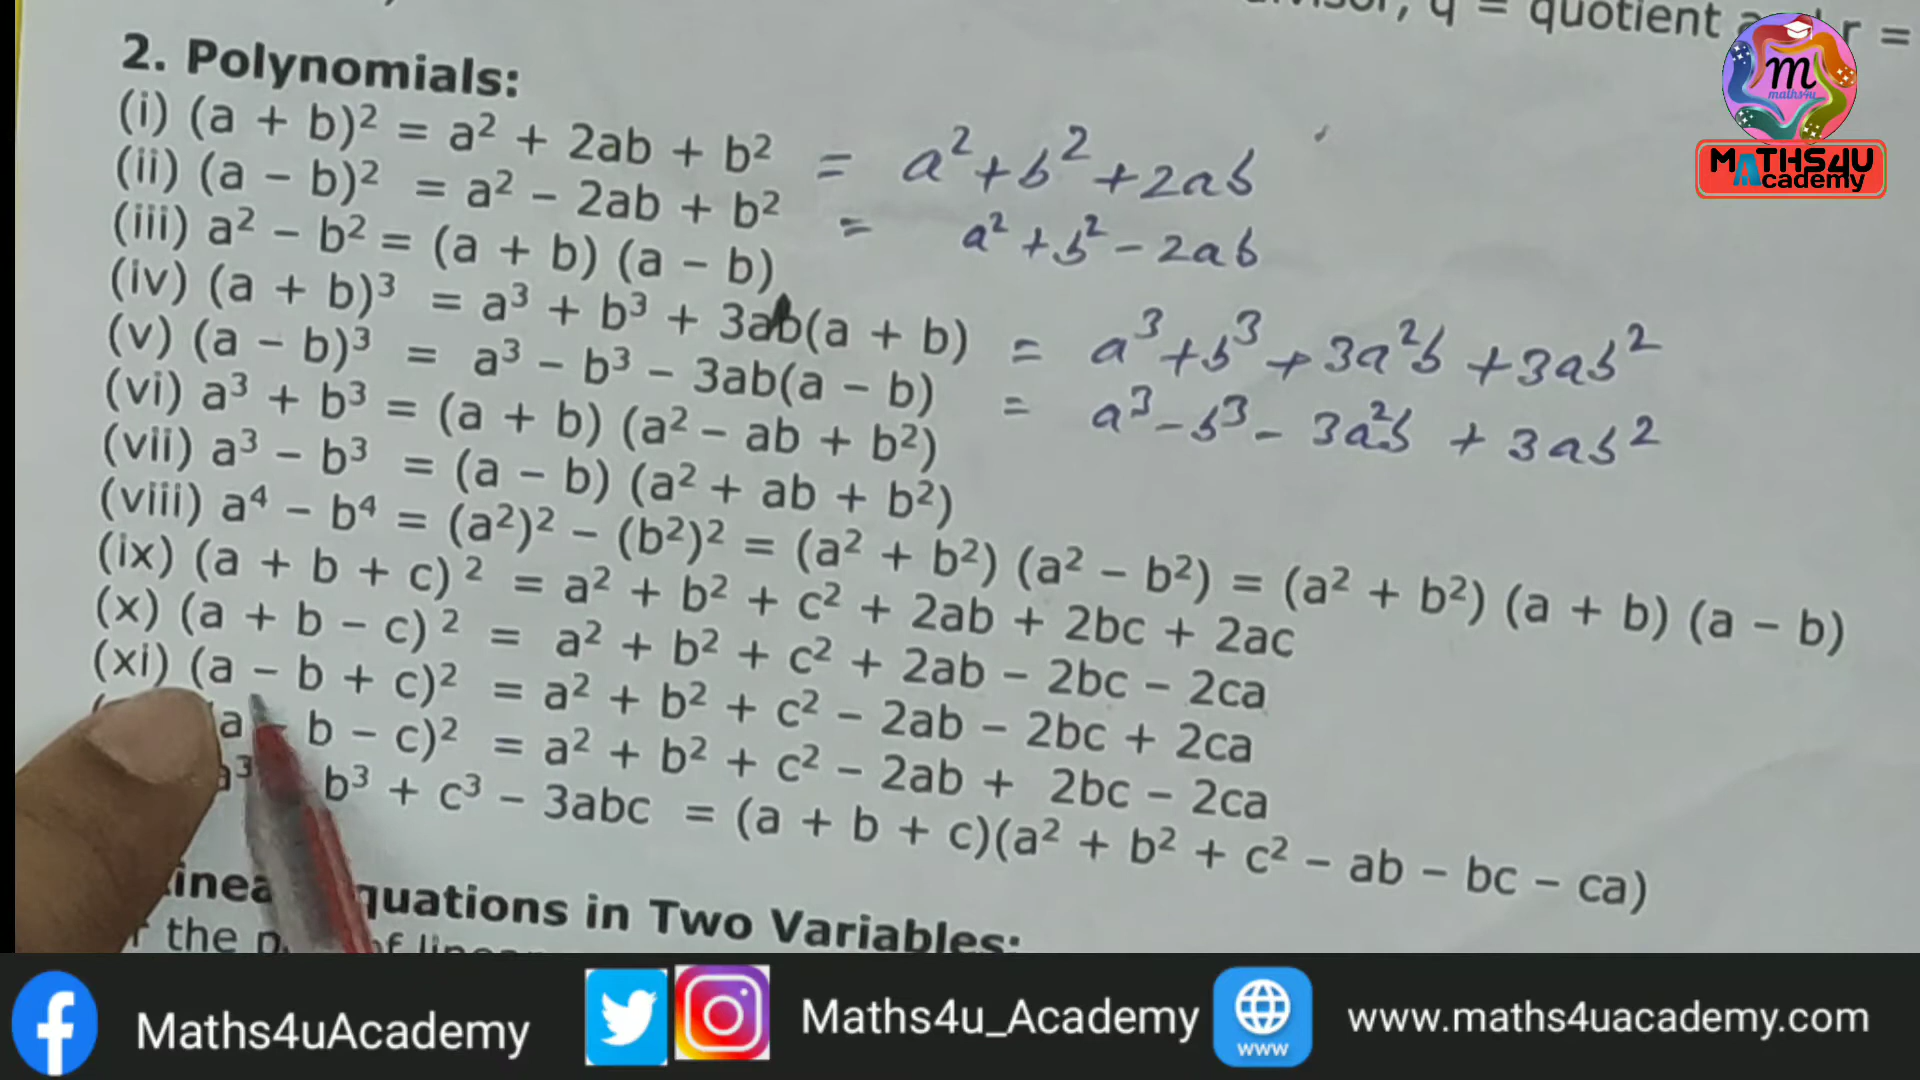 divisor, q = quotient r =
2. Polynomials:
(i) (a + b)² = a² + 2ab + b² = a² + b² + 2ab
(ii) (a – b)² = a² – 2ab + b² = a² + b² – 2ab
(iii) a² – b² = (a + b) (a – b)
(iv) (a + b)³ = a³ + b³ + 3ab(a + b) = a³ + b³ + 3a²b + 3ab²
(v) (a – b)³ = a³ – b³ – 3ab(a – b) = a³ – b³ – 3a²b + 3ab²
(vi) a³ + b³ = (a + b) (a² – ab + b²)
(vii) a³ – b³ = (a – b) (a² + ab + b²)
(viii) a⁴ – b⁴ = (a²)² – (b²)² = (a² + b²) (a² – b²) = (a² + b²) (a + b) (a – b)
(ix) (a + b + c) ² = a² + b² + c² + 2ab + 2bc + 2ac
(x) (a + b – c) ² = a² + b² + c² + 2ab – 2bc – 2ca
(xi) (a – b + c)² = a² + b² + c² – 2ab – 2bc + 2ca
(a – b – c)² = a² + b² + c² – 2ab + 2bc – 2ca
a³ b³ + c³ – 3abc = (a + b + c)(a² + b² + c² – ab – bc – ca)
Linear Equations in Two Variables:
the of
m
maths4u
MATHS4U
Academy
Maths4uAcademy
Maths4u_Academy
www
www.maths4uacademy.com